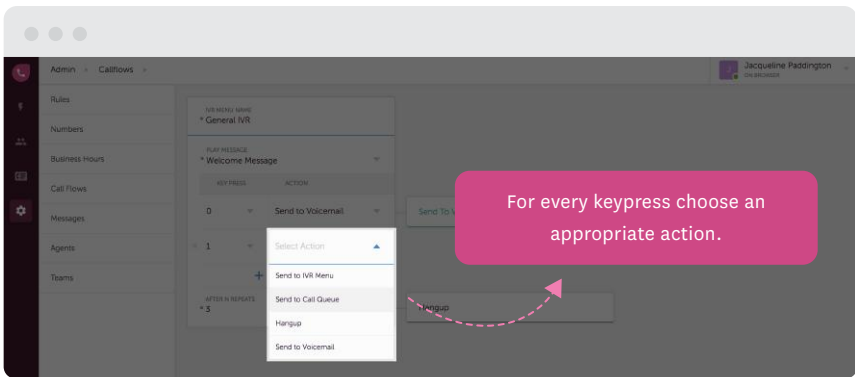 Admin > Callflows >
Jacqueline Paddington
Rules
Numbers
Business Hours
Call Flows
Messages
Agents
Teams
IVR MENU NAME
* General IVR
PLAY MESSAGE
* Welcome Message
KEY PRESS ACTION
0 Send to Voicemail
Send To V
1 Select Action
+
Send to IVR Menu
Send to Call Queue
Hangup
Send to Voicemail
AFTER N REPEATS
* 3
Hangup
For every keypress choose an
appropriate action.